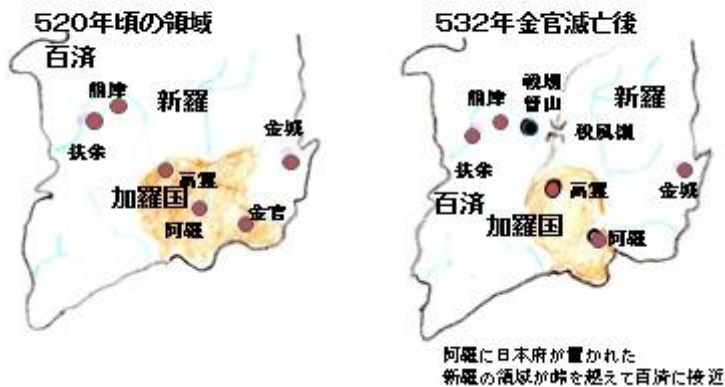 520年頃の領域
百済
熊津
新羅
金城
扶余
高霊
加羅国
金官
阿羅
532年金官滅亡後
新羅
熊津
管山
扶余
金城
百済
高霊
加羅国
阿羅
阿羅に日本府が置かれた
新羅の領域が峠を越えて百済に接近